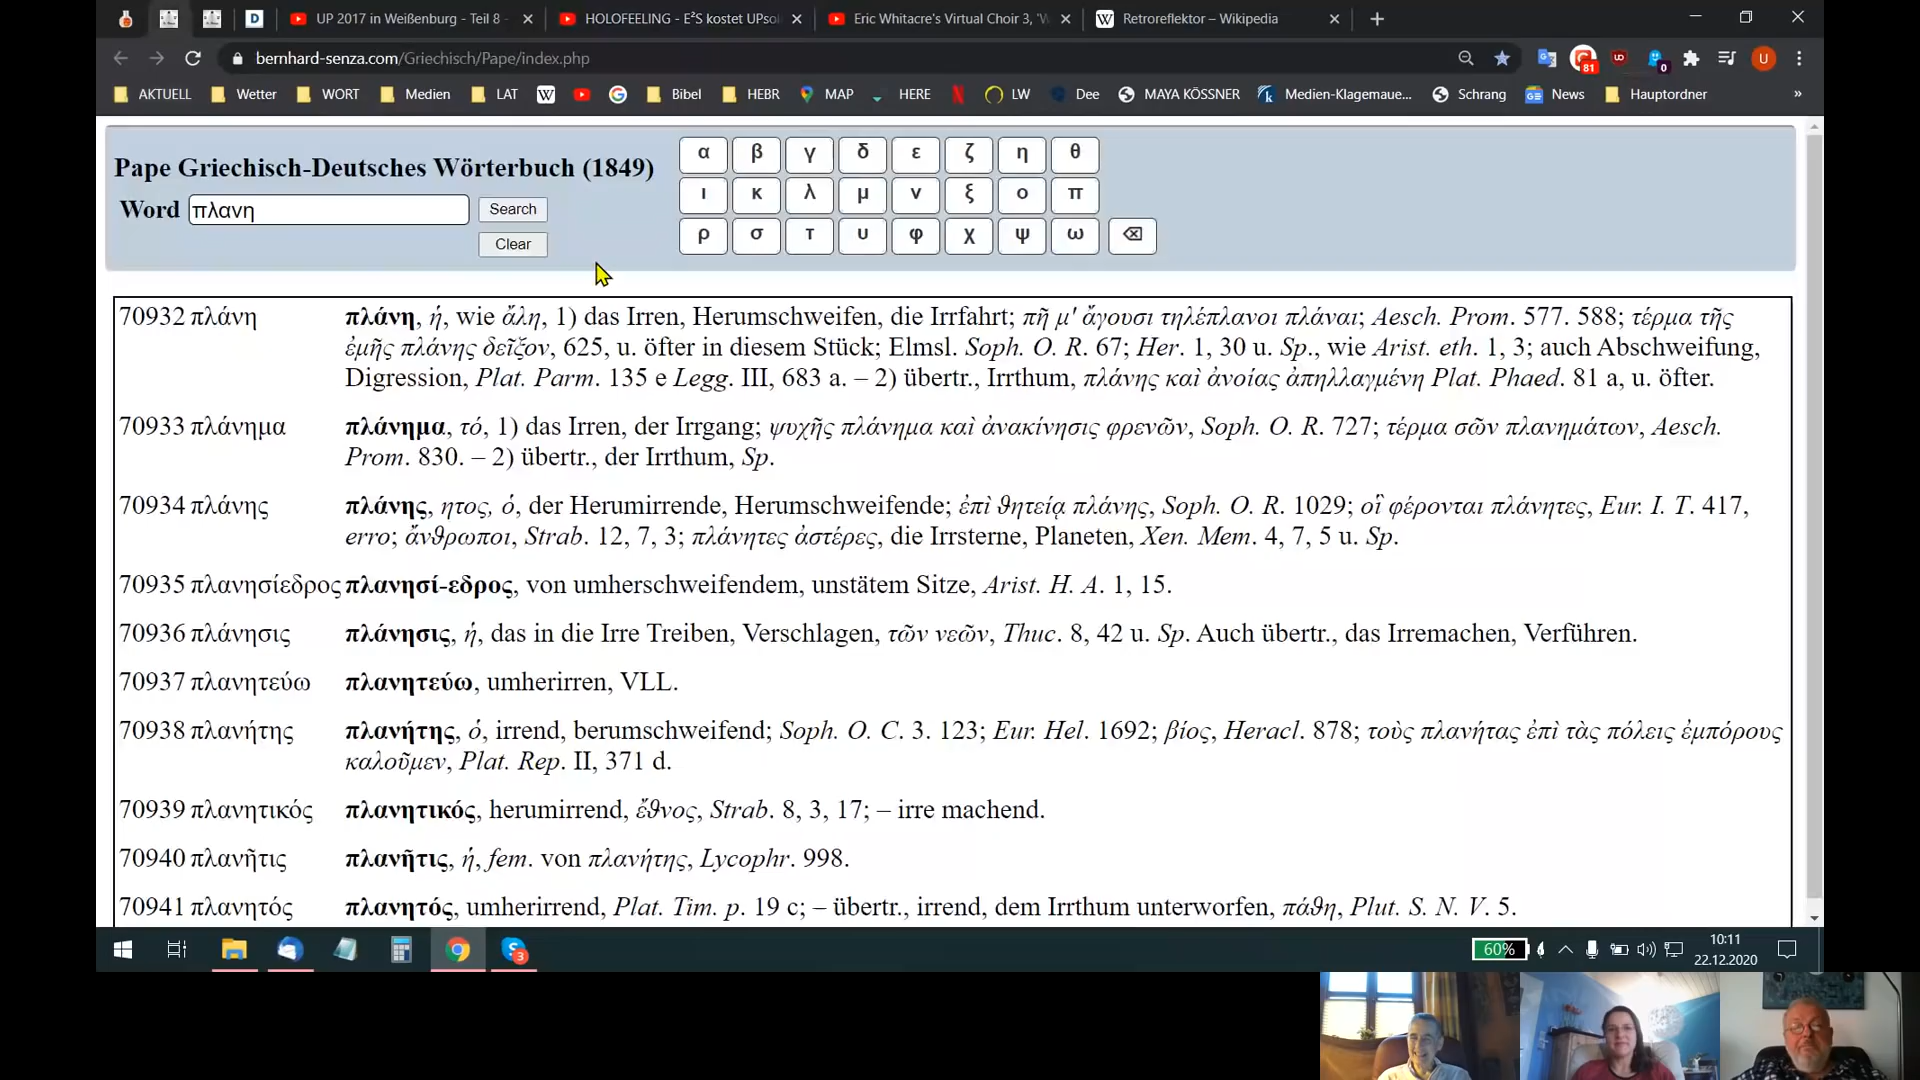 UP 2017 in Weißenburg - Teil 8 -
HOLOFEELING - E²S kostet UPsol
Eric Whitacre's Virtual Choir 3, 'W
Retroreflektor – Wikipedia
bernhard-senza.com/Griechisch/Pape/index.php
AKTUELL Wetter WORT Medien LAT Bibel HEBR MAP HERE LW Dee MAYA KÖSSNER Medien-Klagemaue... Schrang News Hauptordner »
Pape Griechisch-Deutsches Wörterbuch (1849)
Word πλανη Search
Clear
α β γ δ ε ζ η θ
ι κ λ μ ν ξ ο π
ρ σ τ υ φ χ ψ ω
70932 πλάνη πλάνη, ἡ, wie ἄλη, 1) das Irren, Herumschweifen, die Irrfahrt; πῆ μ' ἄγουσι τηλέπλανοι πλάναι; Aesch. Prom. 577. 588; τέρμα τῆς
ἐμῆς πλάνης δεῖξον, 625, u. öfter in diesem Stück; Elmsl. Soph. O. R. 67; Her. 1, 30 u. Sp., wie Arist. eth. 1, 3; auch Abschweifung,
Digression, Plat. Parm. 135 e Legg. III, 683 a. – 2) übertr., Irrthum, πλάνης καὶ ἀνοίας ἀπηλλαγμένη Plat. Phaed. 81 a, u. öfter.
70933 πλάνημα πλάνημα, τό, 1) das Irren, der Irrgang; ψυχῆς πλάνημα καὶ ἀνακίνησις φρενῶν, Soph. O. R. 727; τέρμα σῶν πλανημάτων, Aesch.
Prom. 830. – 2) übertr., der Irrthum, Sp.
70934 πλάνης πλάνης, ητος, ὁ, der Herumirrende, Herumschweifende; ἐπὶ ϑητείᾳ πλάνης, Soph. O. R. 1029; οἳ φέρονται πλάνητες, Eur. I. T. 417,
erro; ἄνϑρωποι, Strab. 12, 7, 3; πλάνητες ἀστέρες, die Irrsterne, Planeten, Xen. Mem. 4, 7, 5 u. Sp.
70935 πλανησίεδρος πλανησί-εδρος, von umherschweifendem, unstätem Sitze, Arist. H. A. 1, 15.
70936 πλάνησις πλάνησις, ἡ, das in die Irre Treiben, Verschlagen, τῶν νεῶν, Thuc. 8, 42 u. Sp. Auch übertr., das Irremachen, Verführen.
70937 πλανητεύω πλανητεύω, umherirren, VLL.
70938 πλανήτης πλανήτης, ὁ, irrend, berumschweifend; Soph. O. C. 3. 123; Eur. Hel. 1692; βίος, Heracl. 878; τοὺς πλανήτας ἐπὶ τὰς πόλεις ἐμπόρους
καλοῦμεν, Plat. Rep. II, 371 d.
70939 πλανητικός πλανητικός, herumirrend, ἔϑνος, Strab. 8, 3, 17; – irre machend.
70940 πλανῆτις πλανῆτις, ἡ, fem. von πλανήτης, Lycophr. 998.
70941 πλανητός πλανητός, umherirrend, Plat. Tim. p. 19 c; – übertr., irrend, dem Irrthum unterworfen, πάϑη, Plut. S. N. V. 5.
60%
10:11
22.12.2020